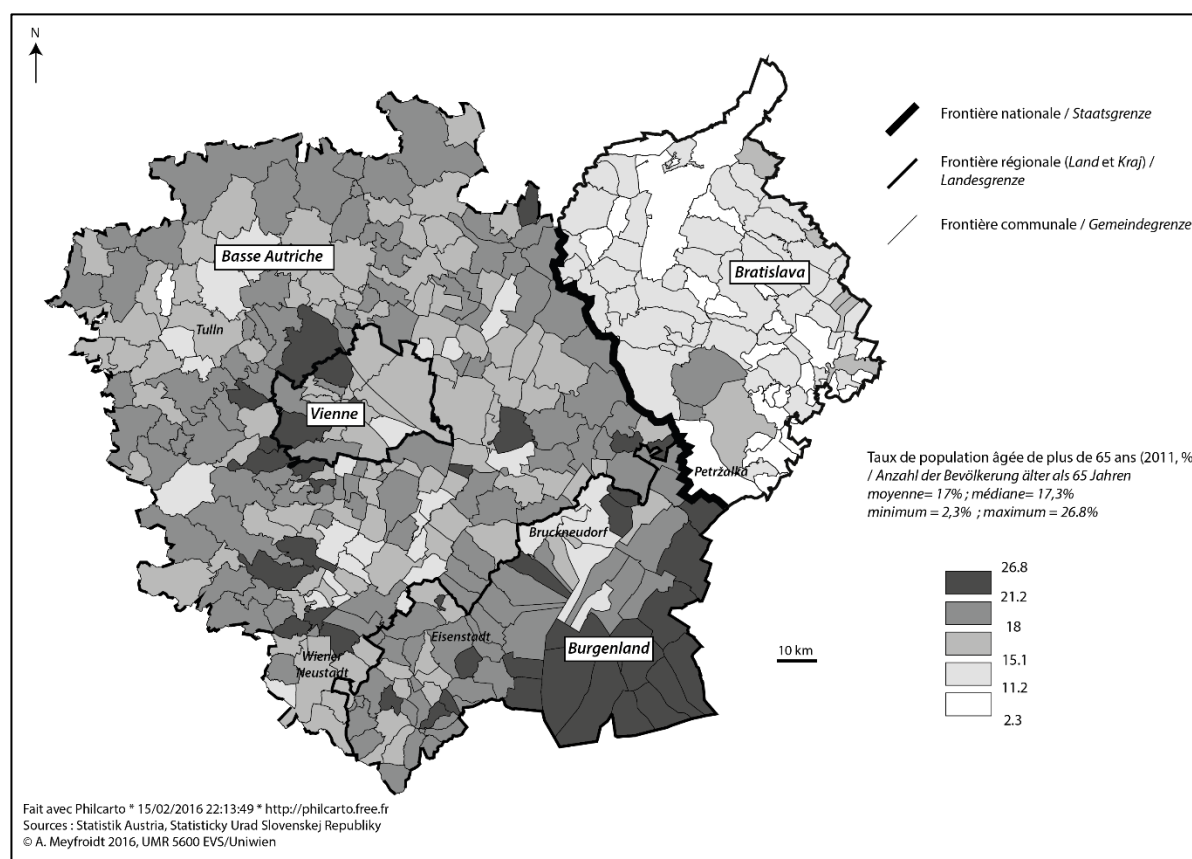 N
Frontière nationale / Staatsgrenze
Frontière régionale (Land et Kraj) /
Landesgrenze
Frontière communale / Gemeindegrenze
Basse Autriche
Bratislava
Tulln
Vienne
Petržalka
Bruckneudorf
Eisenstadt
Burgenland
Wiener
Neustadt
10 km
Taux de population âgée de plus de 65 ans (2011, %
/ Anzahl der Bevölkerung älter als 65 Jahren
moyenne= 17% ; médiane= 17,3%
minimum = 2,3% ; maximum = 26.8%
26.8
21.2
18
15.1
11.2
2.3
Fait avec Philcarto * 15/02/2016 22:13:49 * http://philcarto.free.fr
Sources : Statistik Austria, Statisticky Urad Slovenskej Republiky
© A. Meyfroidt 2016, UMR 5600 EVS/Uniwien